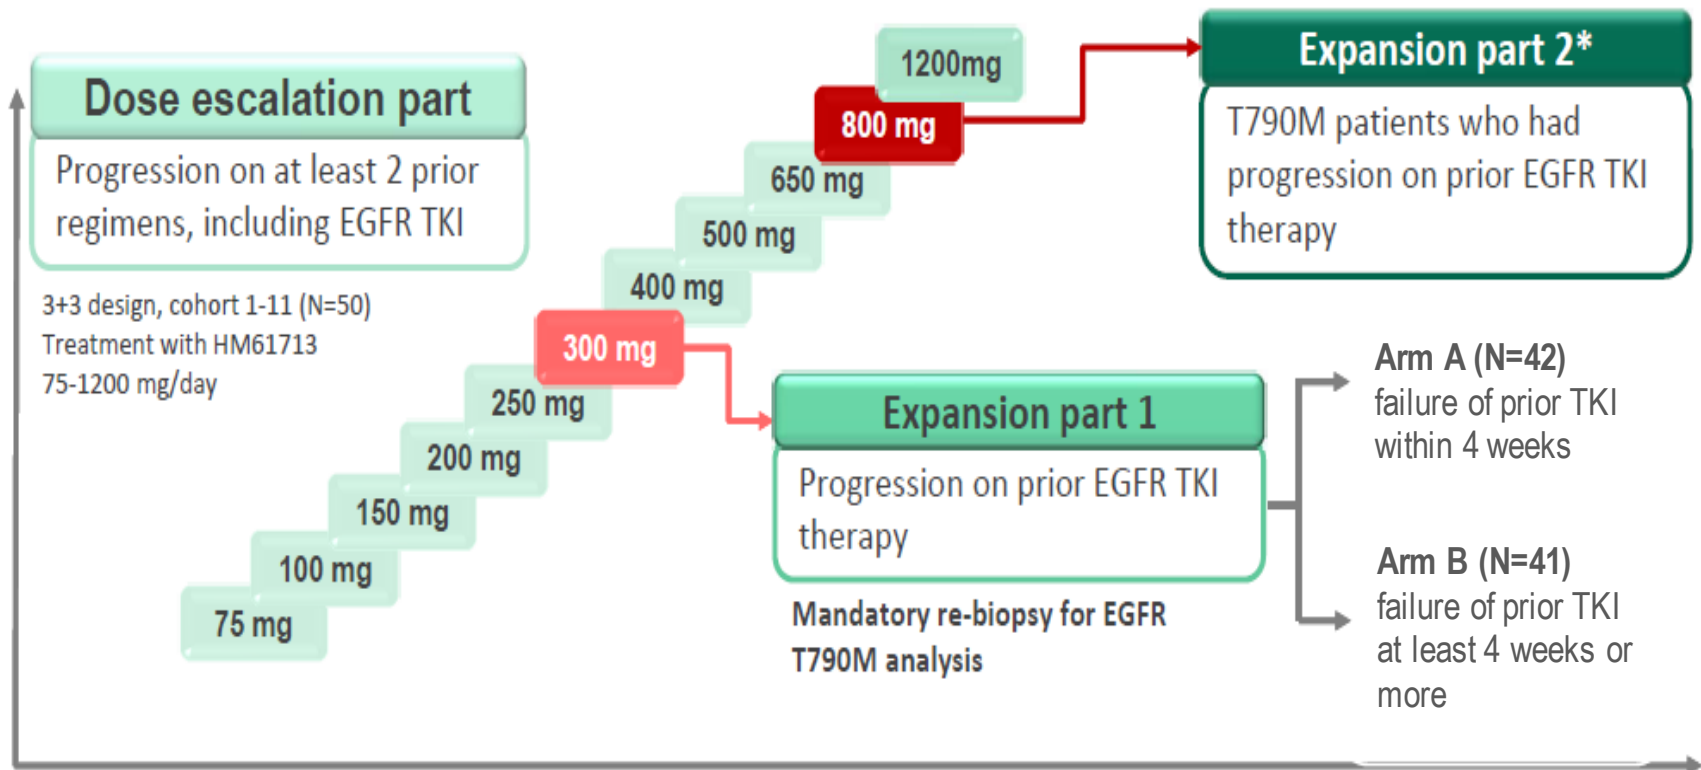 Dose escalation part
Progression on at least 2 prior
regimens, including EGFR TKI
3+3 design, cohort 1-11 (N=50)
Treatment with HM61713
75-1200 mg/day
75 mg
100 mg
150 mg
200 mg
250 mg
300 mg
400 mg
500 mg
650 mg
800 mg
1200mg
Expansion part 2*
T790M patients who had
progression on prior EGFR TKI
therapy
Expansion part 1
Progression on prior EGFR TKI
therapy
Mandatory re-biopsy for EGFR
T790M analysis
Arm A (N=42)
failure of prior TKI
within 4 weeks
Arm B (N=41)
failure of prior TKI
at least 4 weeks or
more